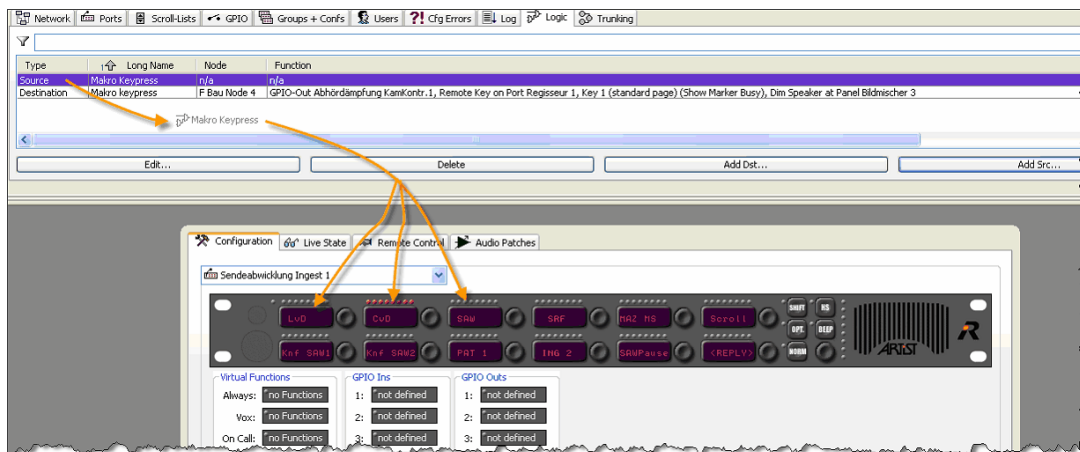 Network Ports Scroll-Lists GPIO Groups + Confs Users ?! Cfg Errors Log Logic Trunking
Type 1 Long Name Node Function
Source Makro Keypress n/a n/a
Destination Makro keypress F Bau Node 4 GPIO-Out Abhördämpfung KamKontr.1, Remote Key on Port Regisseur 1, Key 1 (standard page) (Show Marker Busy), Dim Speaker at Panel Bildmischer 3
Makro Keypress
Edit... Delete Add Dst... Add Src...
Configuration Live State Remote Control Audio Patches
Sendeabwicklung Ingest 1
LvD CvD SAW SRF MAZ MS Scroll SHIFT HS
OPT. BEEP
Knf SAW1 Knf SAW2 PAT 1 ING 2 SAWPause <REPLY> NORM ARTIST R
Virtual Functions GPIO Ins GPIO Outs
Always: no Functions 1: not defined 1: not defined
Vox: no Functions 2: not defined 2: not defined
On Call: no Functions 3: not defined 3: not defined